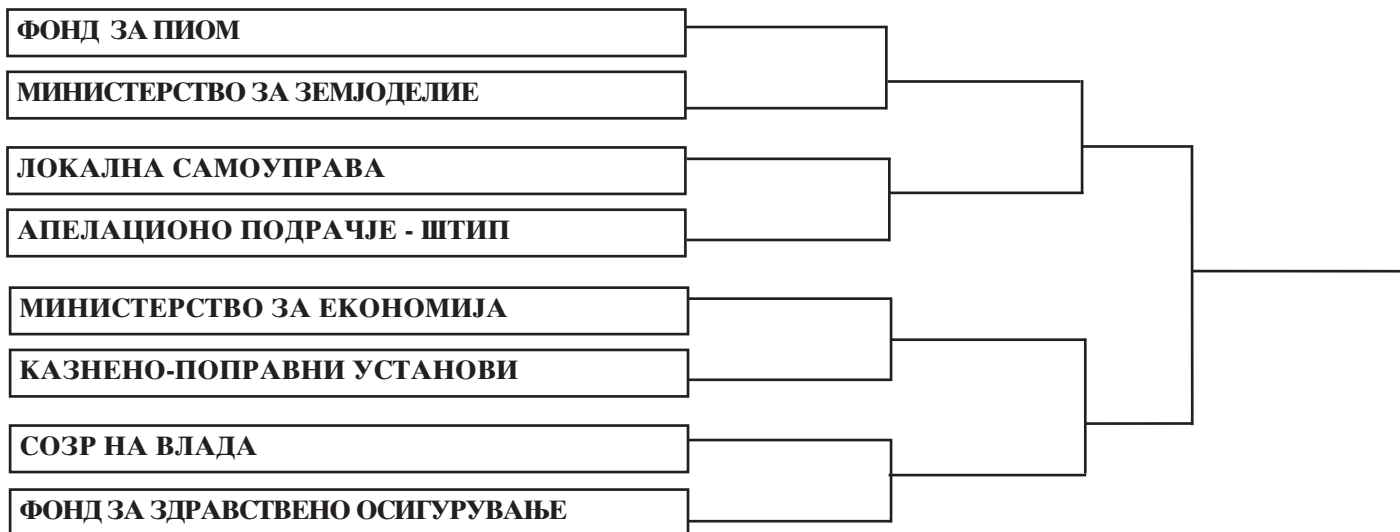 ФОНД ЗА ПИОМ
МИНИСТЕРСТВО ЗА ЗЕМЈОДЕЛИЕ
ЛОКАЛНА САМОУПРАВА
АПЕЛАЦИОНО ПОДРАЧЈЕ - ШТИП
МИНИСТЕРСТВО ЗА ЕКОНОМИЈА
КАЗНЕНО-ПОПРАВНИ УСТАНОВИ
СОЗР НА ВЛАДА
ФОНД ЗА ЗДРАВСТВЕНО ОСИГУРУВАЊЕ